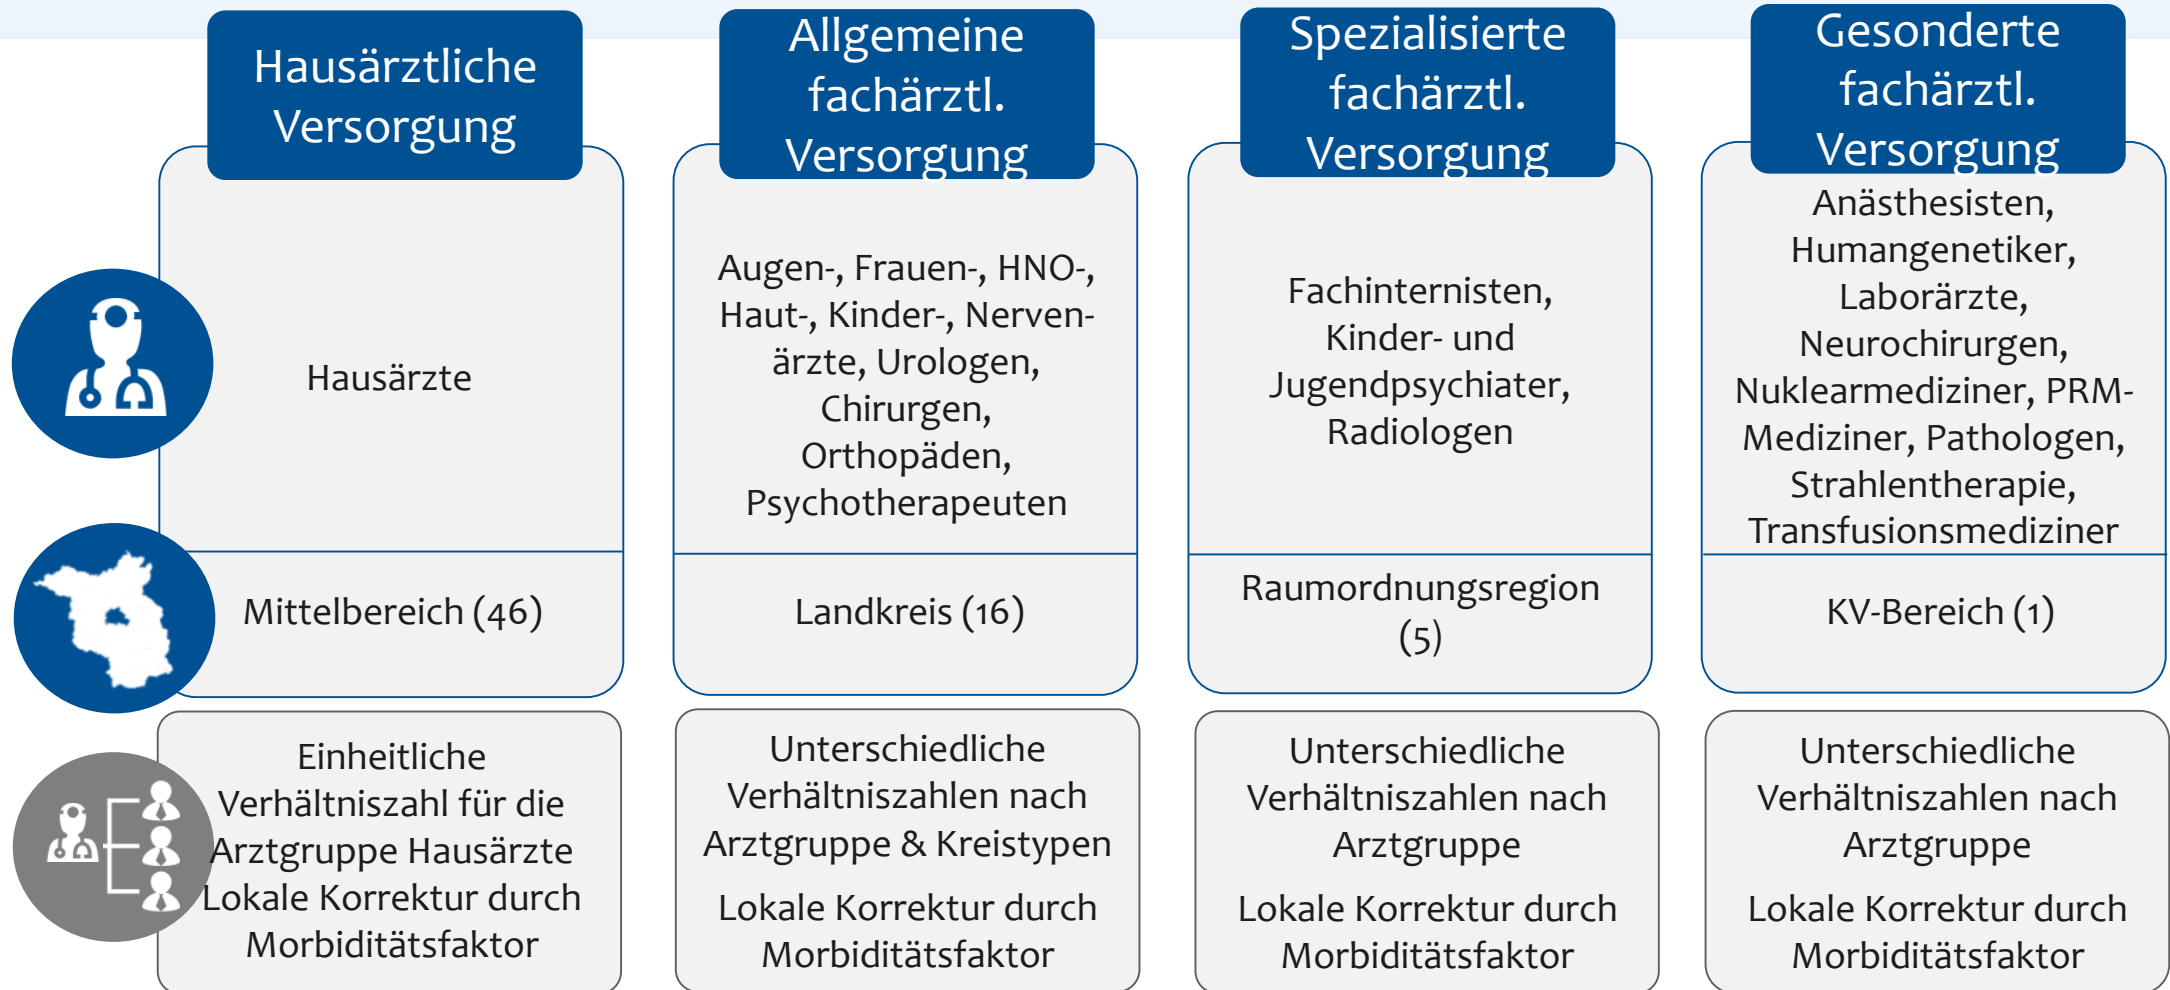 Hausärztliche
Versorgung
Hausärzte
Mittelbereich (46)
Einheitliche
Verhältniszahl für die
Arztgruppe Hausärzte
Lokale Korrektur durch
Morbiditätsfaktor
Allgemeine
fachärztl.
Versorgung
Augen-, Frauen-, HNO-,
Haut-, Kinder-, Nerven-
ärzte, Urologen,
Chirurgen,
Orthopäden,
Psychotherapeuten
Landkreis (16)
Unterschiedliche
Verhältniszahlen nach
Arztgruppe & Kreistypen
Lokale Korrektur durch
Morbiditätsfaktor
Spezialisierte
fachärztl.
Versorgung
Fachinternisten,
Kinder- und
Jugendpsychiater,
Radiologen
Raumordnungsregion
(5)
Unterschiedliche
Verhältniszahlen nach
Arztgruppe
Lokale Korrektur durch
Morbiditätsfaktor
Gesonderte
fachärztl.
Versorgung
Anästhesisten,
Humangenetiker,
Laborärzte,
Neurochirurgen,
Nuklearmediziner, PRM-
Mediziner, Pathologen,
Strahlentherapie,
Transfusionsmediziner
KV-Bereich (1)
Unterschiedliche
Verhältniszahlen nach
Arztgruppe
Lokale Korrektur durch
Morbiditätsfaktor